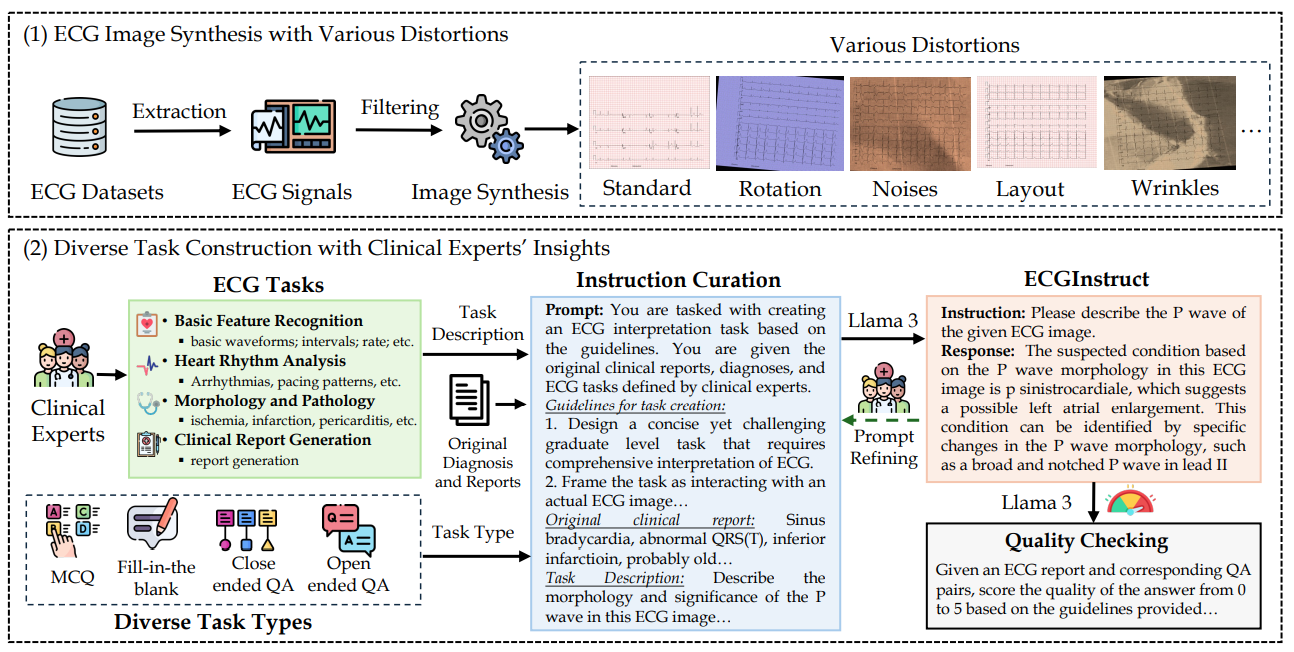 (1) ECG Image Synthesis with Various Distortions
Various Distortions
Extraction
Filtering
ECG Datasets
ECG Signals
Image Synthesis
Standard
Rotation
Noises
Layout
Wrinkles
…
(2) Diverse Task Construction with Clinical Experts' Insights
Clinical
Experts
ECG Tasks
• Basic Feature Recognition
▪ basic waveforms; intervals; rate; etc.
• Heart Rhythm Analysis
▪ Arrhythmias, pacing patterns, etc.
• Morphology and Pathology
▪ ischemia, infarction, pericarditis, etc.
• Clinical Report Generation
▪ report generation
A
C
B
D
MCQ
Fill-in-the
blank
Close
ended QA
Q
A
Open
ended QA
Diverse Task Types
Task
Description
Original
Diagnosis
and Reports
Task Type
Instruction Curation
Prompt: You are tasked with creating
an ECG interpretation task based on
the guidelines. You are given the
original clinical reports, diagnoses, and
ECG tasks defined by clinical experts.
Guidelines for task creation:
1. Design a concise yet challenging
graduate level task that requires
comprehensive interpretation of ECG.
2. Frame the task as interacting with an
actual ECG image…
Original clinical report: Sinus
bradycardia, abnormal QRS(T), inferior
infarctioin, probably old…
Task Description: Describe the
morphology and significance of the P
wave in this ECG image…
Llama 3
Prompt
Refining
ECGInstruct
Instruction: Please describe the P wave of
the given ECG image.
Response: The suspected condition based
on the P wave morphology in this ECG
image is p sinistrocardiale, which suggests
a possible left atrial enlargement. This
condition can be identified by specific
changes in the P wave morphology, such
as a broad and notched P wave in lead II
Llama 3
Quality Checking
Given an ECG report and corresponding QA
pairs, score the quality of the answer from 0
to 5 based on the guidelines provided…